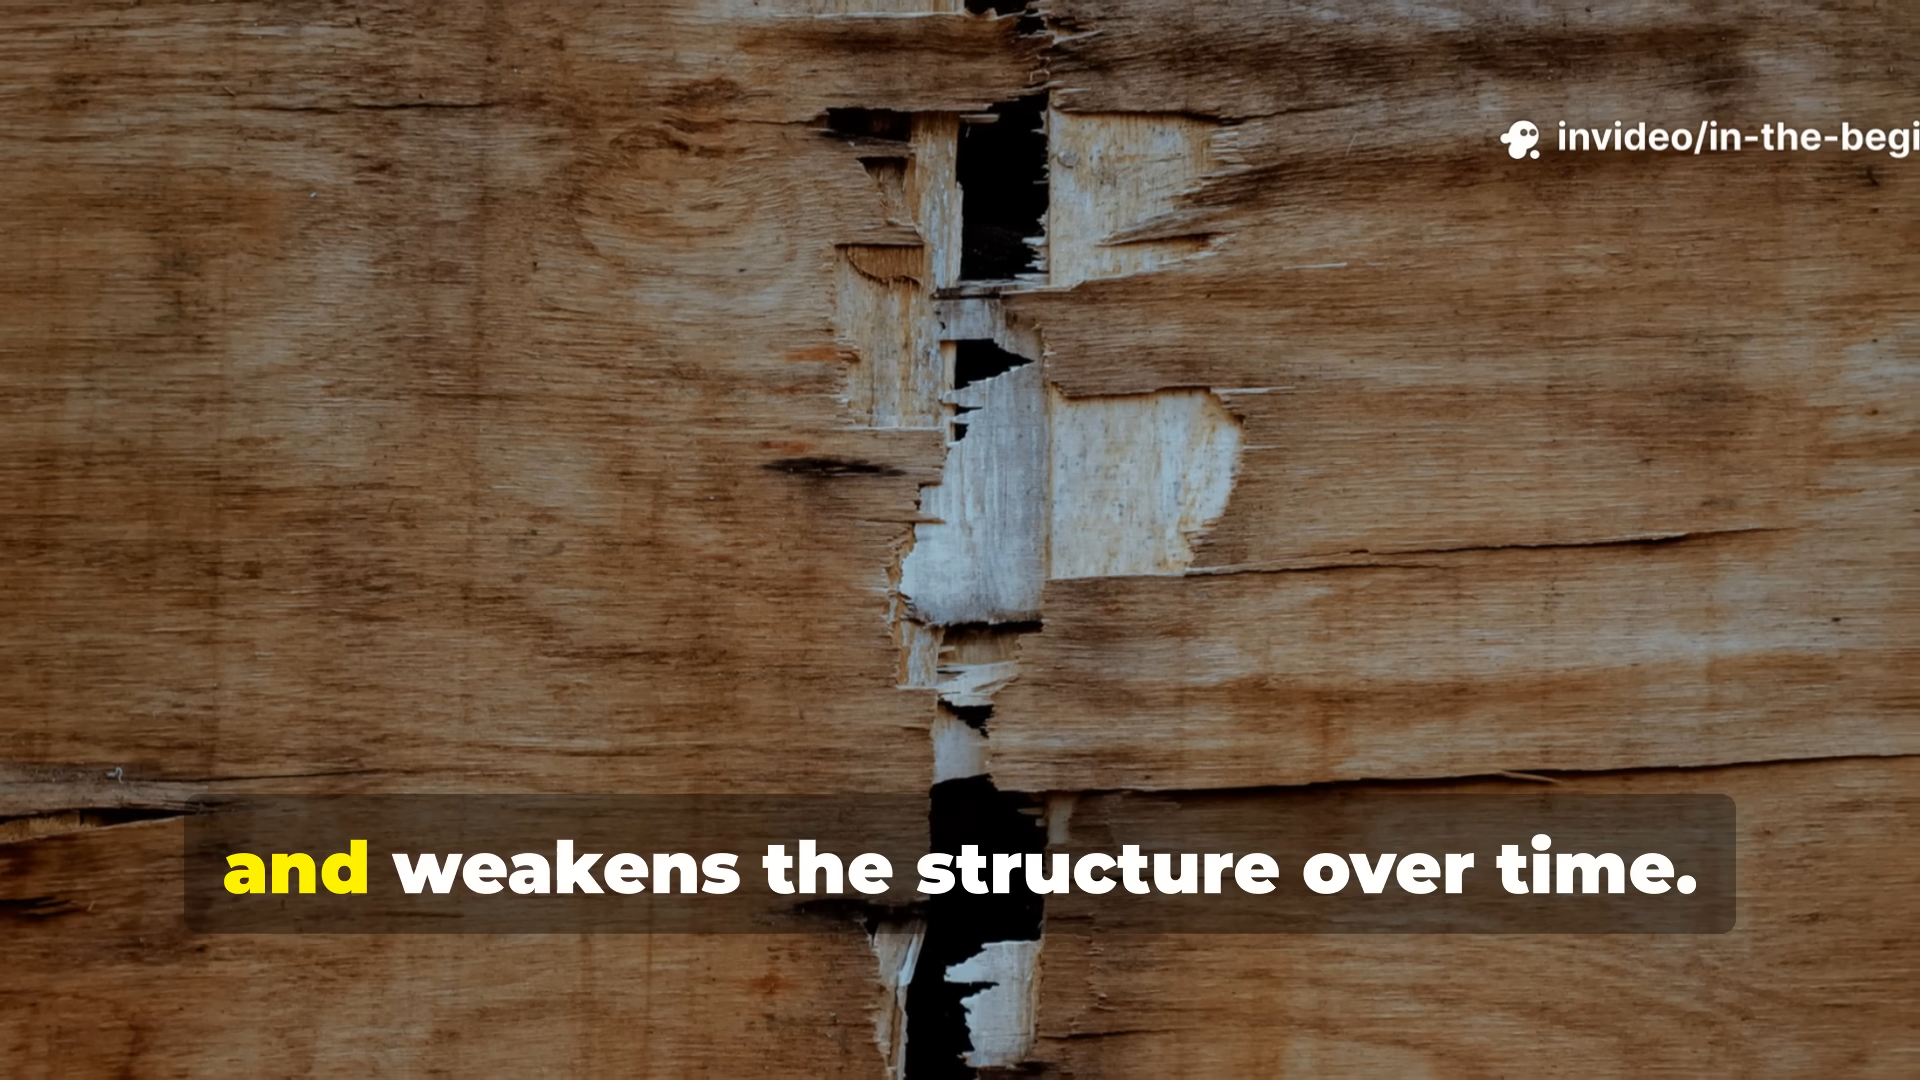 invideo/in-the-begi
and weakens the structure over time.